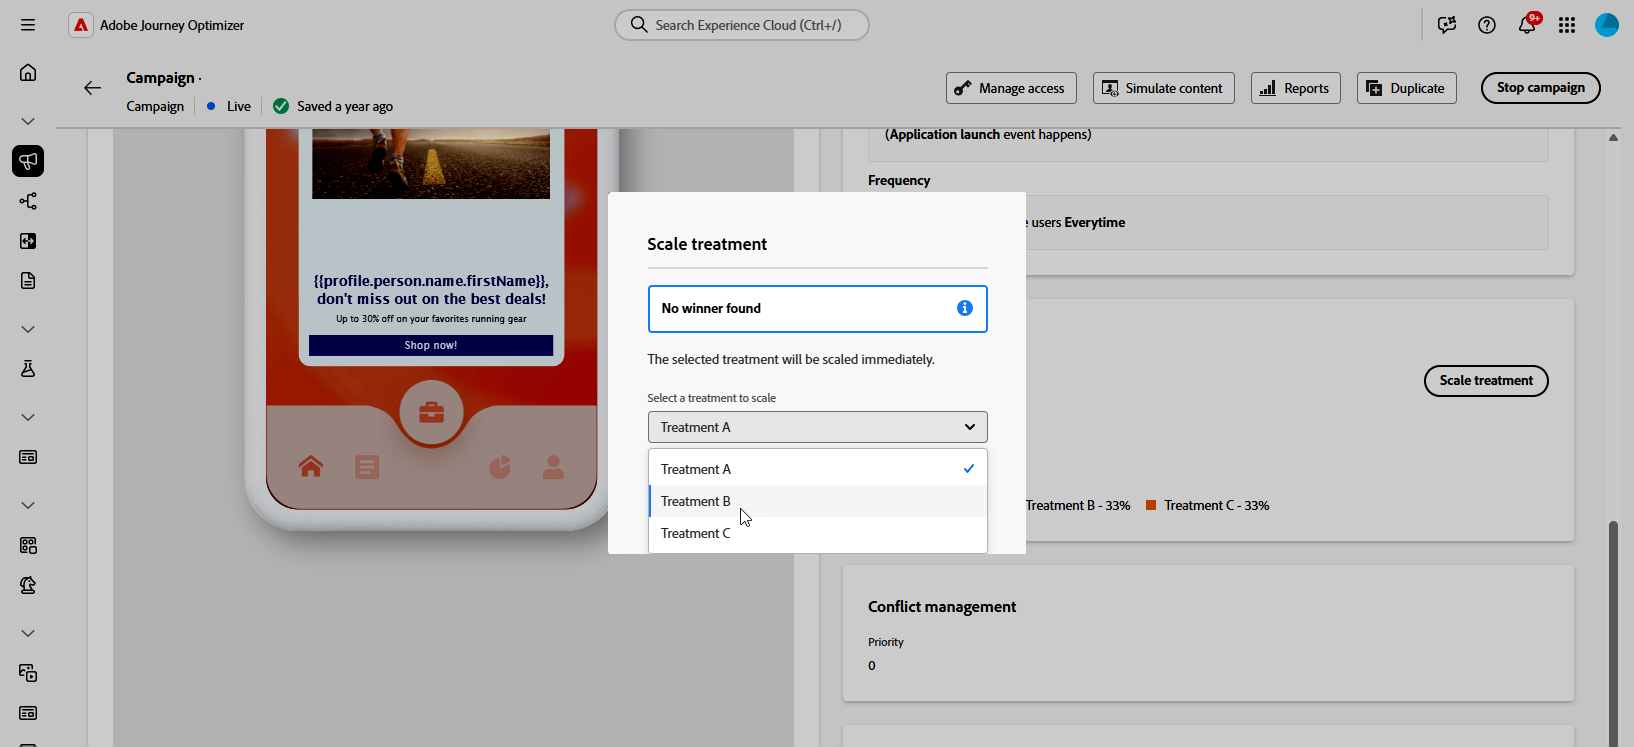 Adobe Journey Optimizer
Search Experience Cloud (Ctrl+/)
9+
Campaign ·
Campaign
Live
Saved a year ago
Manage access
Simulate content
Reports
Duplicate
Stop campaign
(Application launch event happens)
Frequency
users Everytime
{{profile.person.name.firstName}},
don't miss out on the best deals!
Up to 30% off on your favorites running gear
Shop now!
Scale treatment
No winner found
The selected treatment will be scaled immediately.
Select a treatment to scale
Treatment A
Treatment A
Treatment B
Treatment C
Scale treatment
Treatment B - 33%
Treatment C - 33%
Conflict management
Priority
0